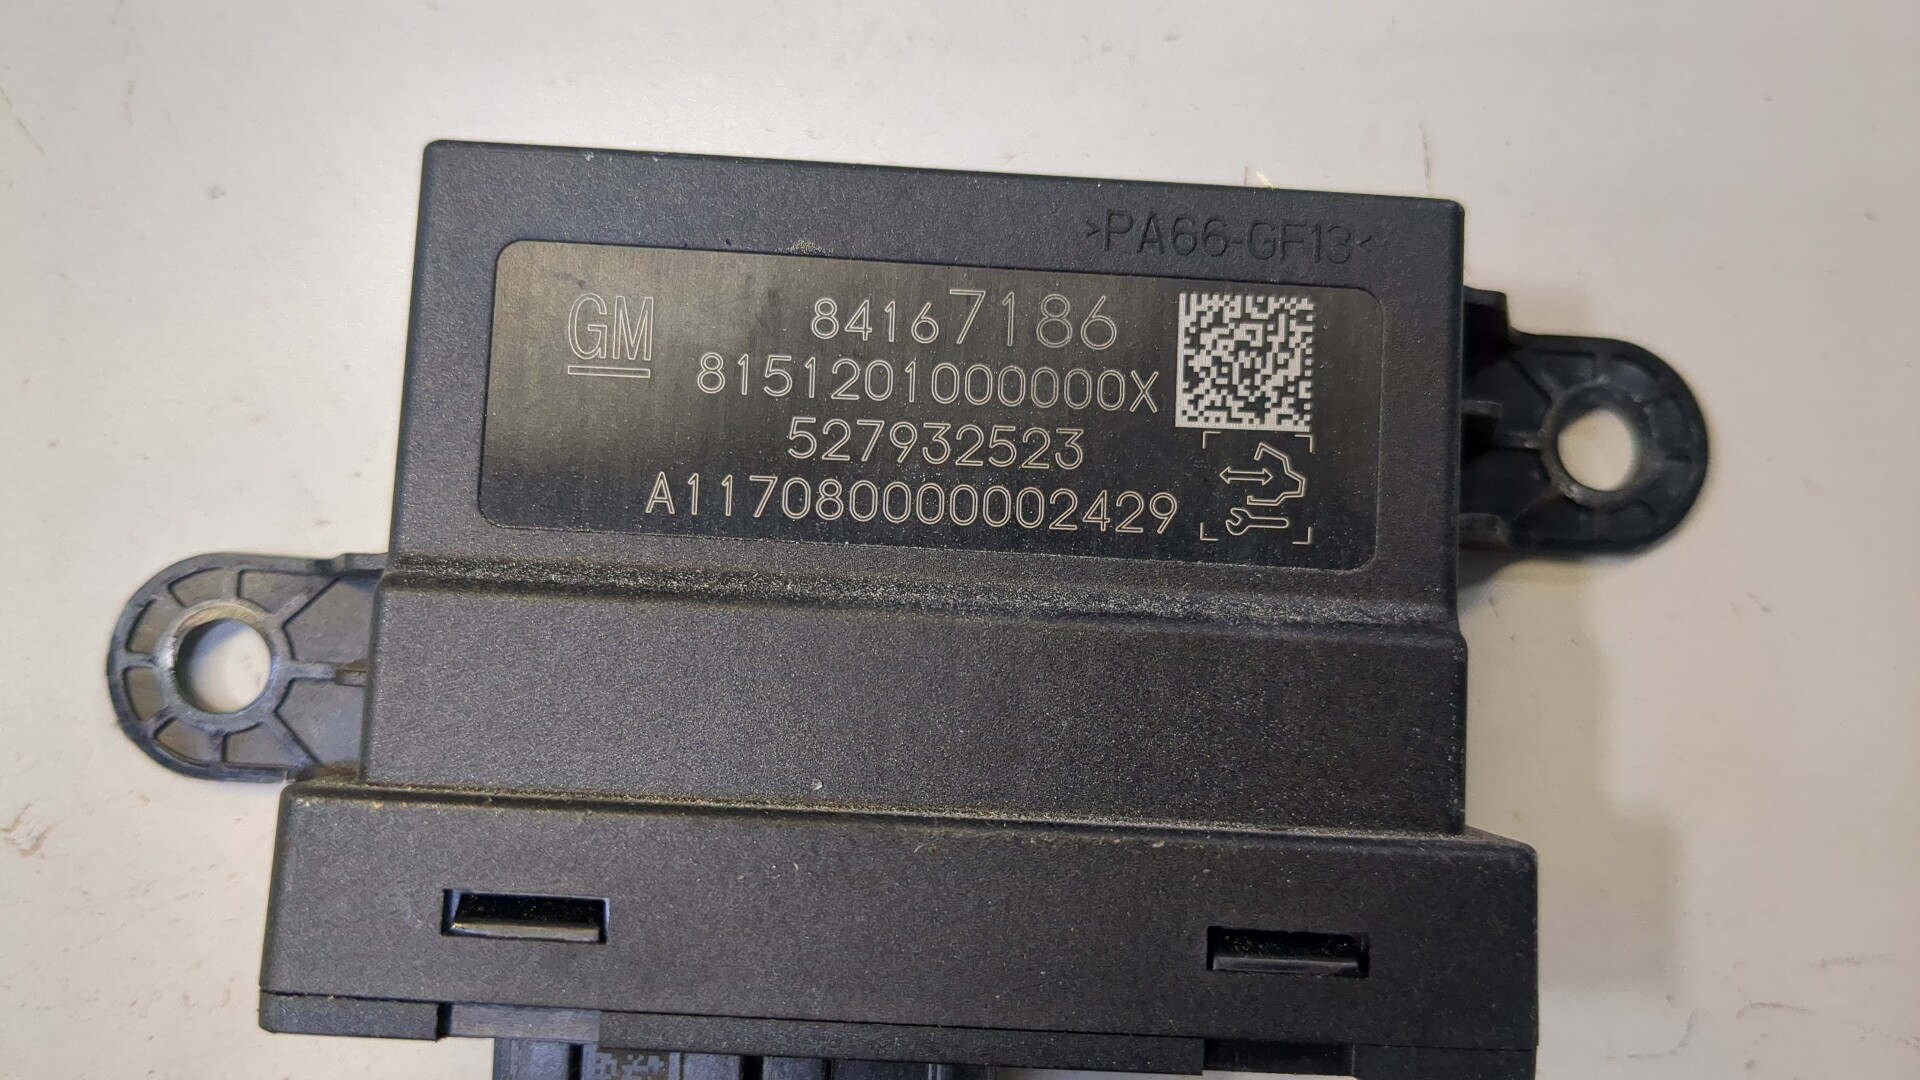 >PA66-GF13<
GM
84167186
8151201000000X
527932523
A117080000002429